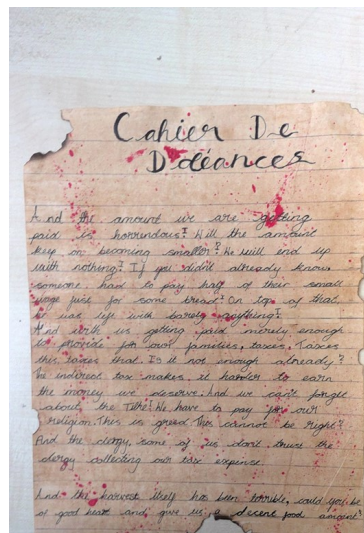 Cahier De
Doléances
And the amount we are getting
paid is horrendous! Will the amount
keep on becoming smaller? We will end up
with nothing! If you didn't already know
someone had to pay half of their small
wage just for some bread! On top of that,
he was left with barely anything!
And with us getting paid merely enough
to provide for our families, taxes. Taxes
this, taxes that. Is it not enough already?
The indirect tax makes it harder to earn
the money we deserve. And we can't forget
about the Tithe! We have to pay for our
religion. This is greed. This cannot be right?
And the clergy, some of us don't trust the
clergy collecting our tax expense.
And the harvest itself has been terrible, could you be
of good heart and give us a decent food amount